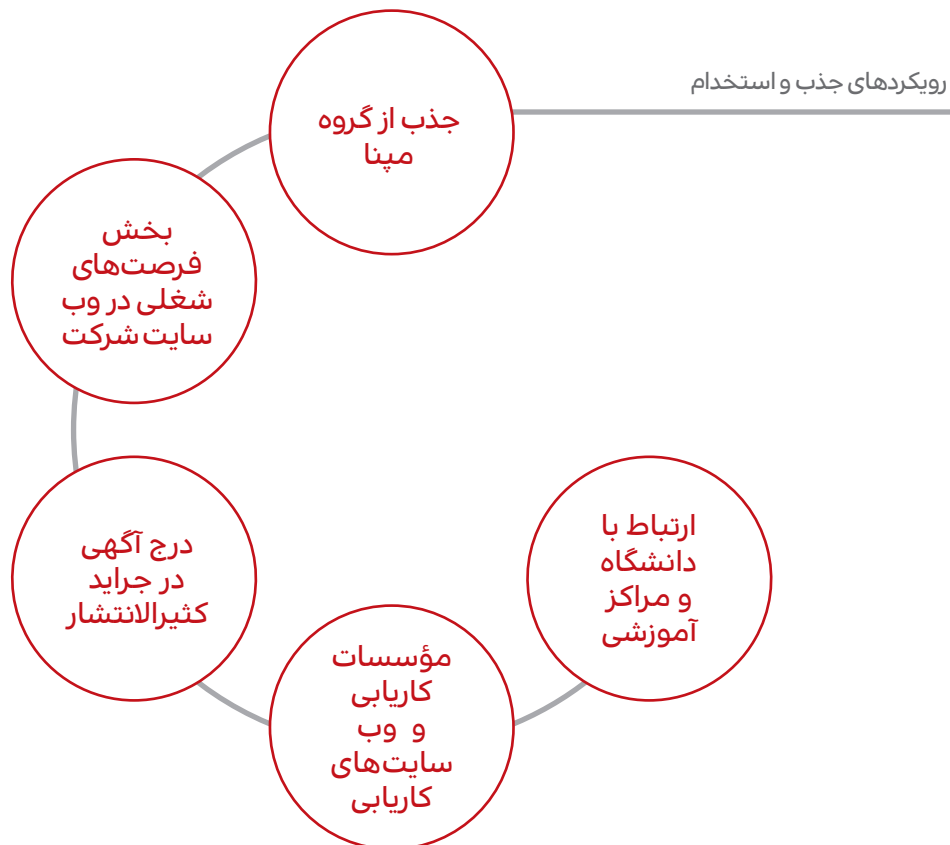 رویکردهای جذب و استخدام
جذب از گروه
مپنا
بخش
فرصت‌های
شغلی در وب
سایت شرکت
درج آگهی
در جراید
کثیرالانتشار
مؤسسات
کاریابی
و وب
سایت‌های
کاریابی
ارتباط با
دانشگاه
و مراکز
آموزشی